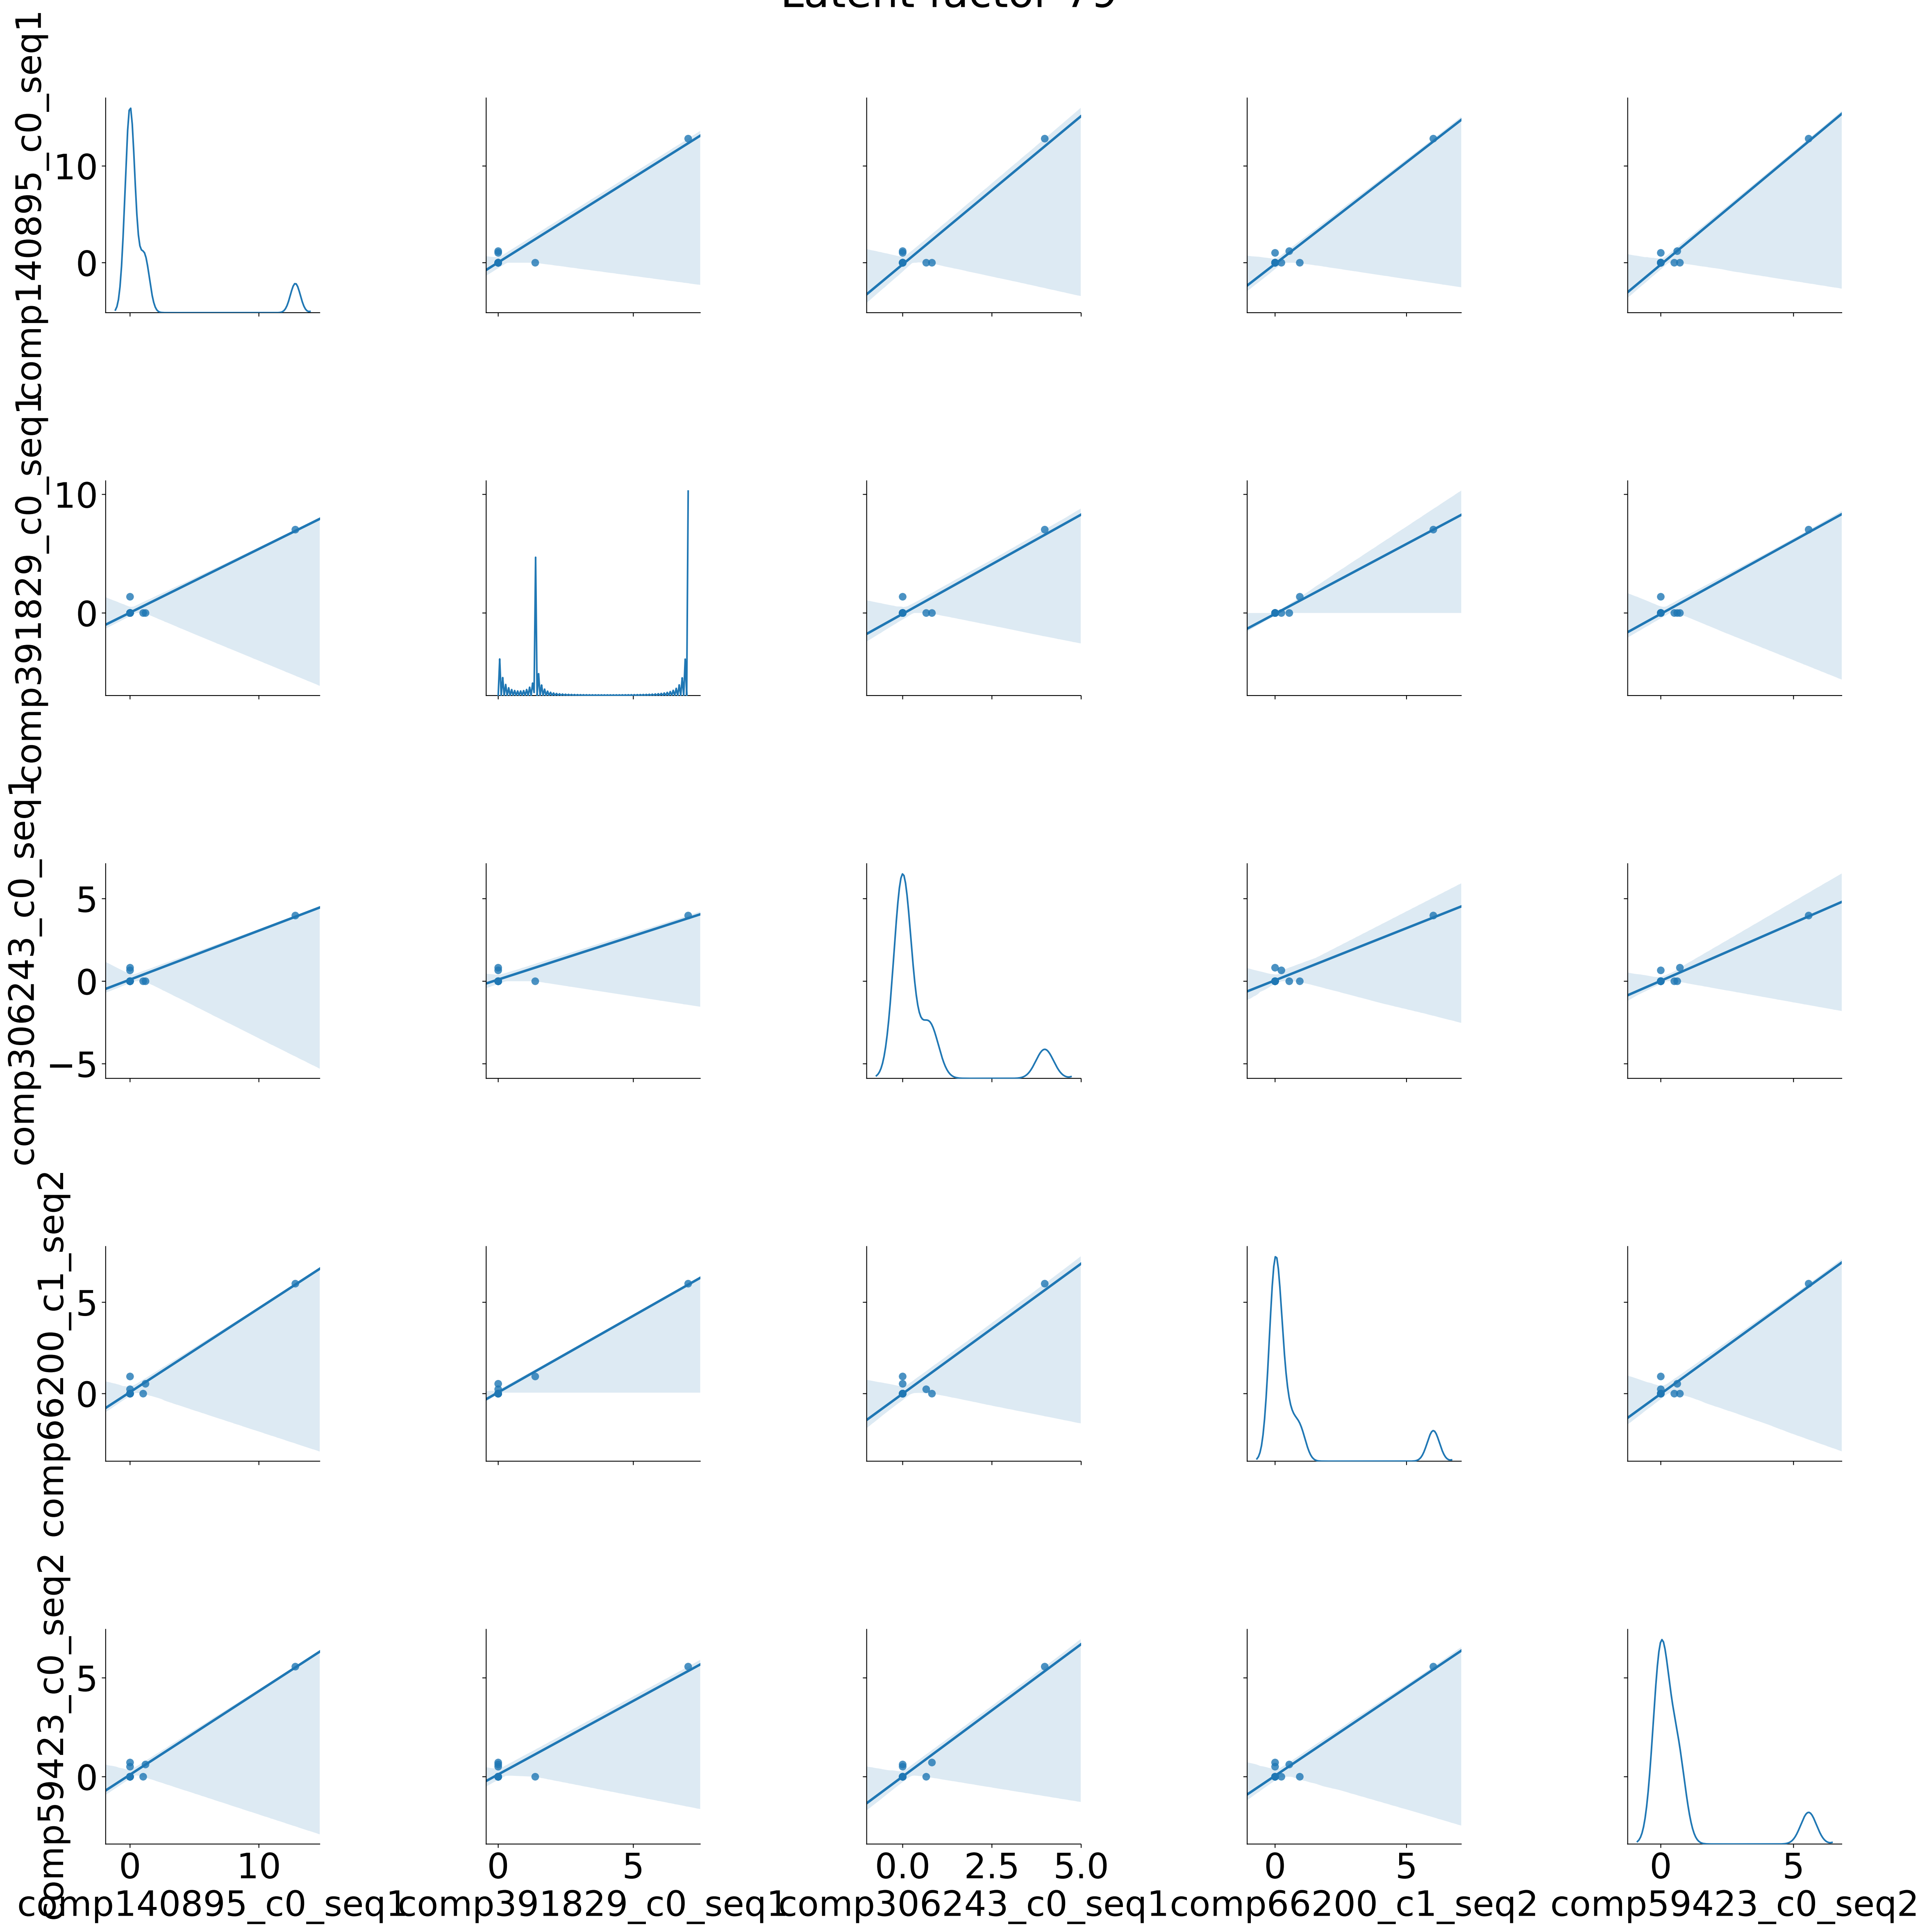 Latent factor 79
comp140895_c0_seq1
10
0
comp391829_c0_seq1
10
0
comp306243_c0_seq1
5
0
−5
comp66200_c1_seq2
5
0
comp59423_c0_seq2
5
0
0 10 0 5 0.0 2.5 5.0 0 5 0 5
comp140895_c0_seq1 comp391829_c0_seq1 comp306243_c0_seq1 comp66200_c1_seq2 comp59423_c0_seq2